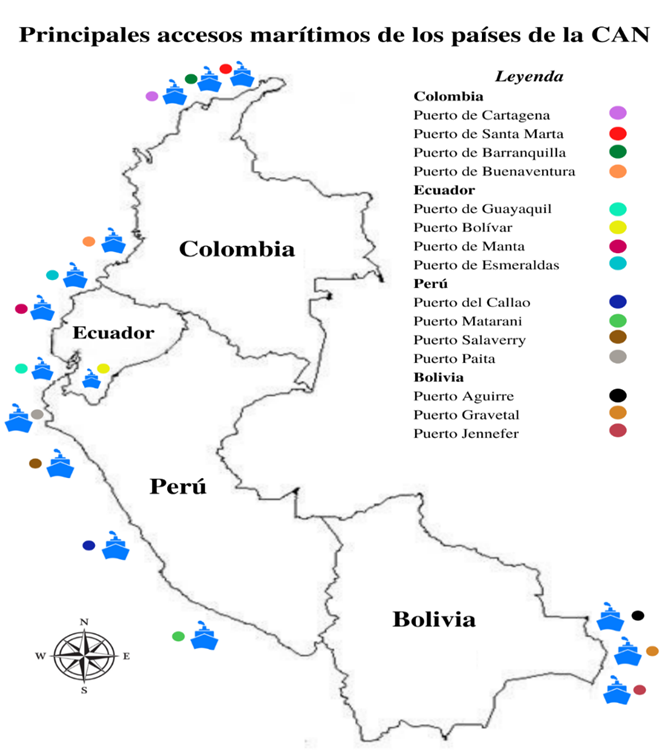 Principales accesos marítimos de los países de la CAN
Leyenda
Colombia
Puerto de Cartagena
Puerto de Santa Marta
Puerto de Barranquilla
Puerto de Buenaventura
Ecuador
Puerto de Guayaquil
Puerto Bolívar
Puerto de Manta
Puerto de Esmeraldas
Perú
Puerto del Callao
Puerto Matarani
Puerto Salaverry
Puerto Paita
Bolivia
Puerto Aguirre
Puerto Gravetal
Puerto Jennefer
Colombia
Ecuador
Perú
Bolivia
N
W E
S